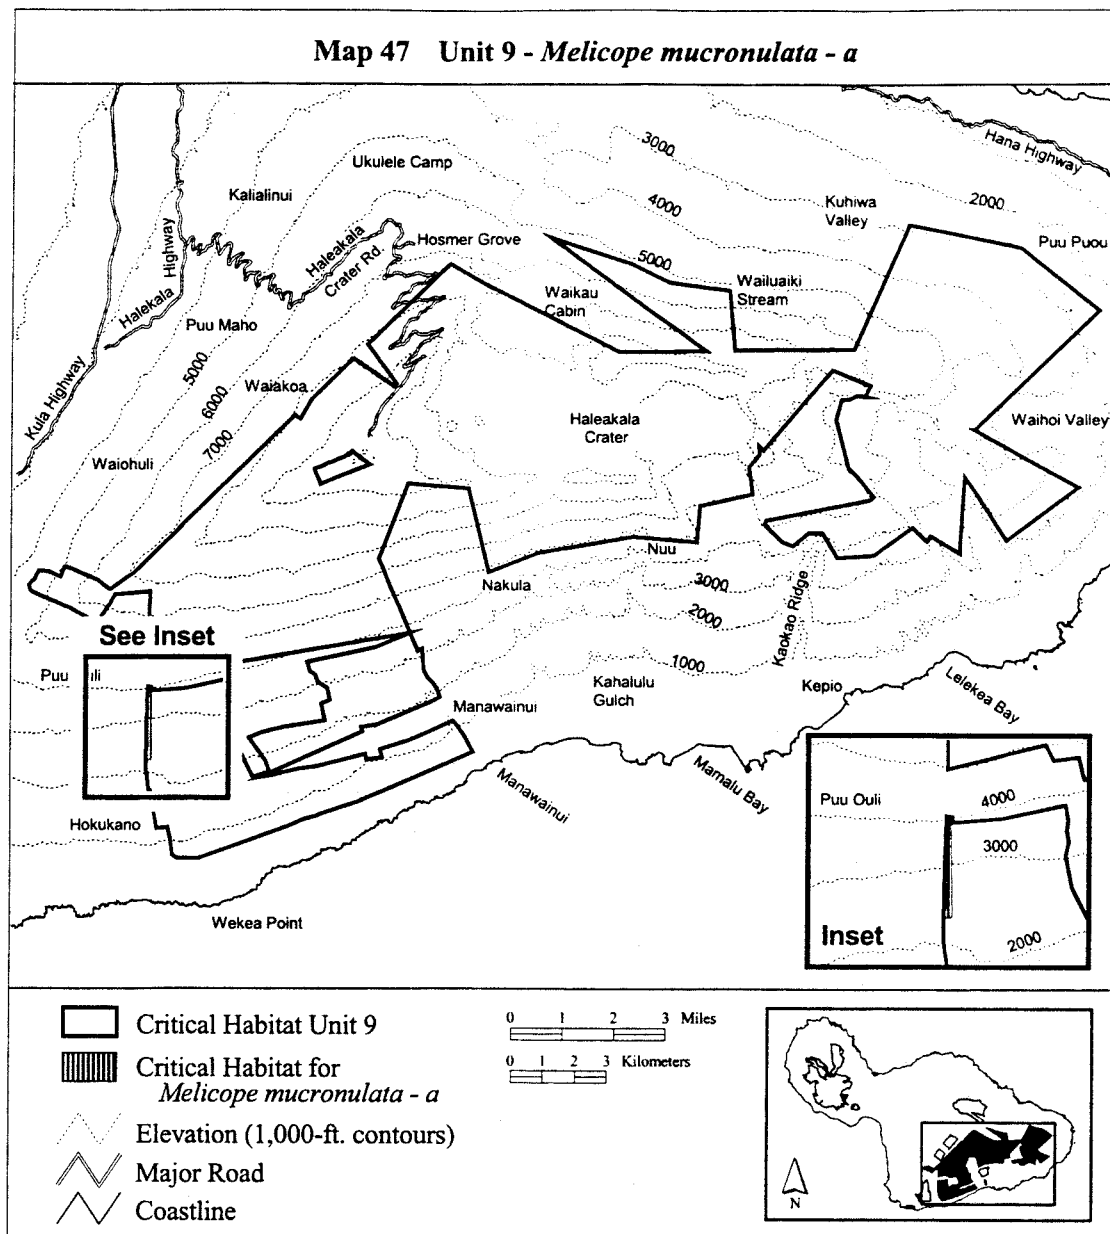 Map 47 Unit 9 - Melicope mucronulata - a
Hana Highway
3000
Ukulele Camp
Kalialinui
4000
Kuhiwa
Valley
2000
Hosmer Grove
Haleakala
Crater Rd.
Halekala Highway
5000
Puu Puou
Wailuaiki
Stream
Waikau
Cabin
Puu Maho
5000
6000
7000
Kula Highway
Waiakoa
Haleakala
Crater
Waihoi Valley
Waiohuli
Nuu
Nakula
3000
2000
1000
Kaokao Ridge
See Inset
Puu
li
Kahalulu
Gulch
Kepio
Lelekea Bay
Manawainui
Mamalu Bay
Manawainui
Hokukano
Wekea Point
Puu Ouli
4000
3000
2000
Inset
Critical Habitat Unit 9
Critical Habitat for
Melicope mucronulata - a
Elevation (1,000-ft. contours)
Major Road
Coastline
0 1 2 3 Miles
0 1 2 3 Kilometers
N